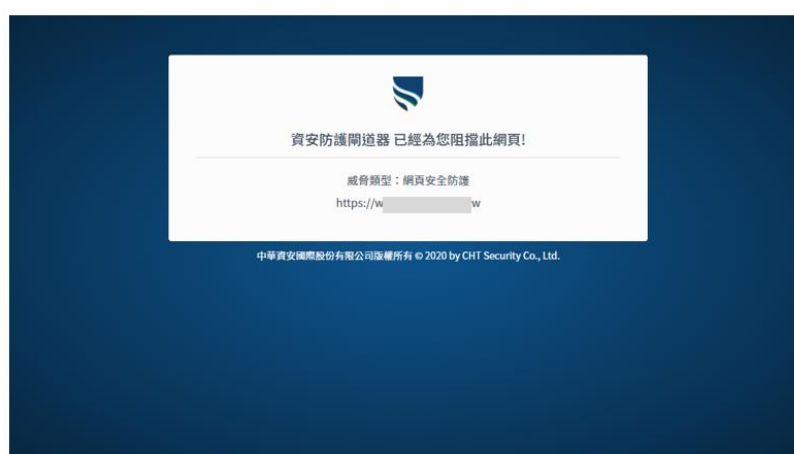 資安防護閘道器 已經為您阻擋此網頁!
威脅類型：網頁安全防護
https://w w
中華資安國際股份有限公司版權所有 © 2020 by CHT Security Co., Ltd.